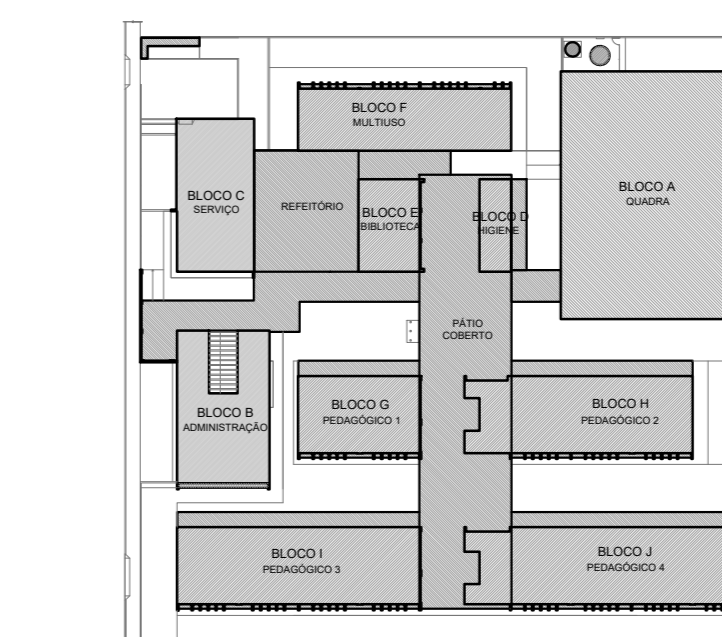 BLOCO F
MULTIUSO
BLOCO C
SERVIÇO
REFEITÓRIO
BLOCO E
BIBLIOTECA
BLOCO D
HIGIENE
BLOCO A
QUADRA
PÁTIO
COBERTO
BLOCO B
ADMINISTRAÇÃO
BLOCO G
PEDAGÓGICO 1
BLOCO H
PEDAGÓGICO 2
BLOCO I
PEDAGÓGICO 3
BLOCO J
PEDAGÓGICO 4